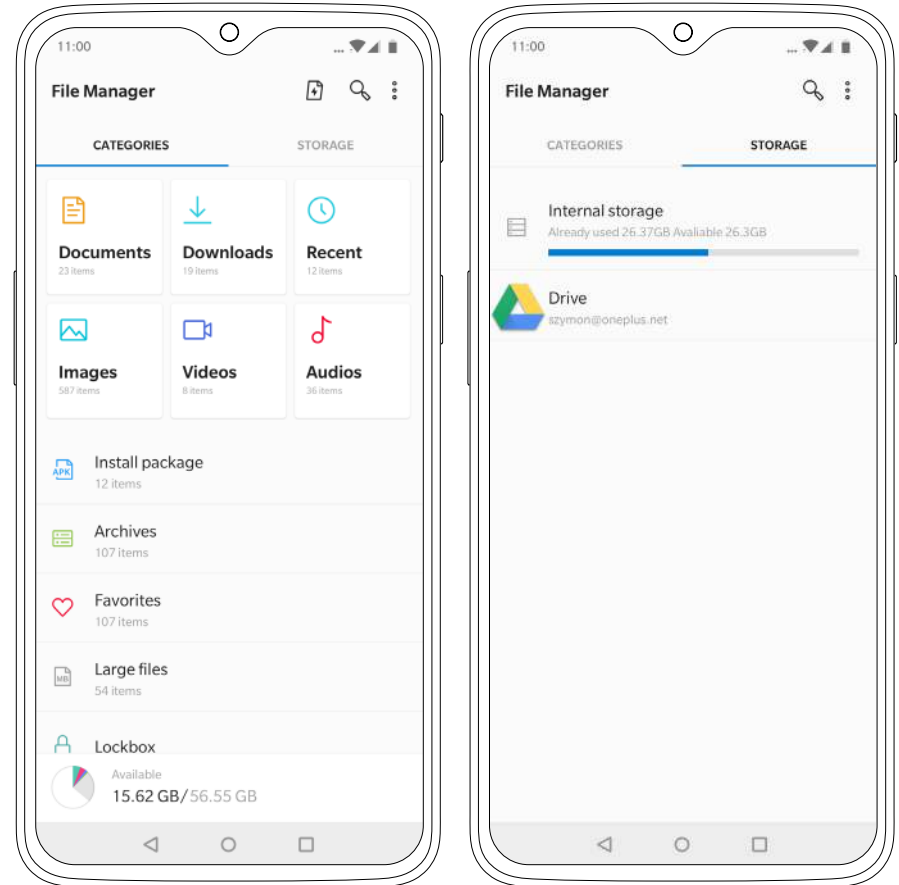 11:00
...
File Manager
CATEGORIES STORAGE
Documents Downloads Recent
23 items 19 items 12 items
Images Videos Audios
587 items 8 items 36 items
APK
Install package
12 items
Archives
107 items
Favorites
107 items
MB
Large files
54 items
Lockbox
Available
15.62 GB/56.55 GB
11:00
...
File Manager
CATEGORIES STORAGE
Internal storage
Already used 26.37GB Avaliable 26.3GB
Drive
szymon@oneplus.net